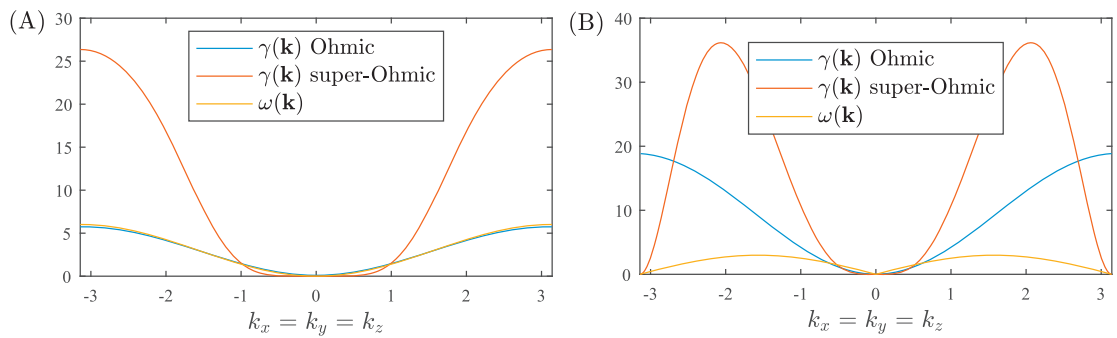 (A)
30
25
20
15
10
5
0
γ(k) Ohmic
γ(k) super-Ohmic
ω(k)
-3 -2 -1 0 1 2 3
k_x = k_y = k_z
(B)
40
30
20
10
0
γ(k) Ohmic
γ(k) super-Ohmic
ω(k)
-3 -2 -1 0 1 2 3
k_x = k_y = k_z